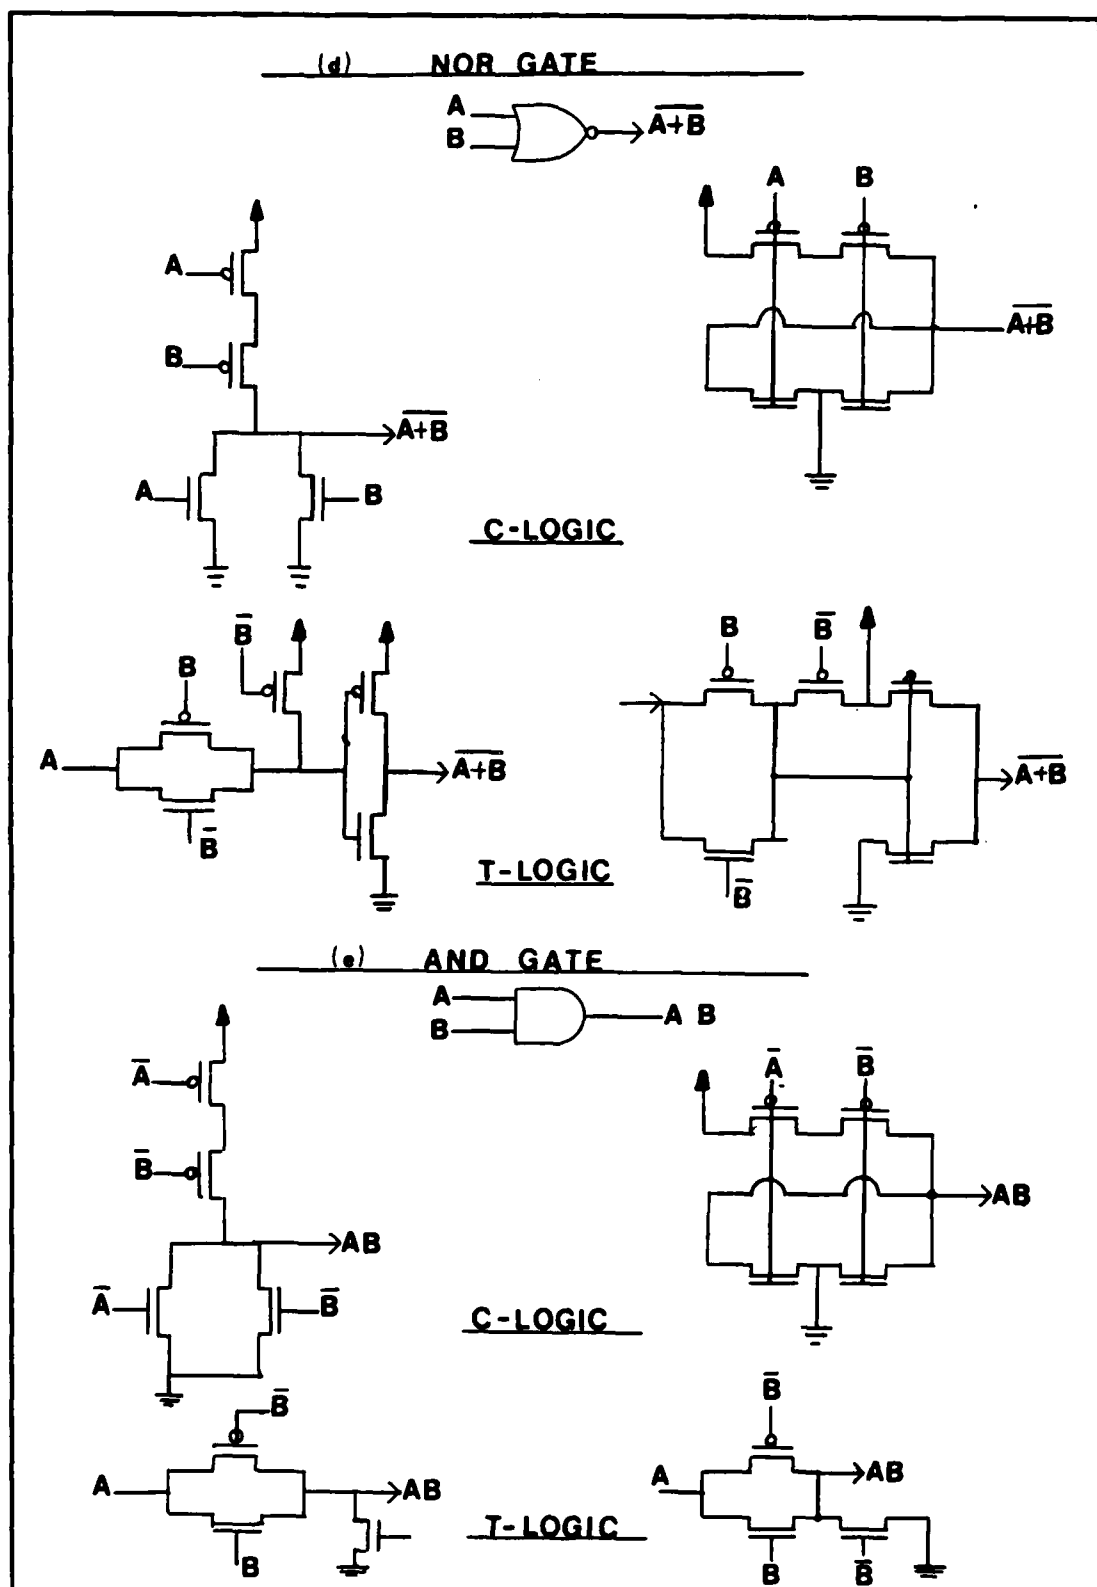 (d) NOR GATE
A
B
A̅+̅B̅
A
B
A
B
A̅+̅B̅
A̅+̅B̅
A
B
C-LOGIC
B̅
B
A
A̅+̅B̅
B̅
B
B̅
A̅+̅B̅
B̅
T-LOGIC
(e) AND GATE
A
B
A B
A̅
B̅
A̅
B̅
AB
AB
A̅
B̅
C-LOGIC
B̅
A
AB
B
B̅
A
AB
B
B̅
T-LOGIC